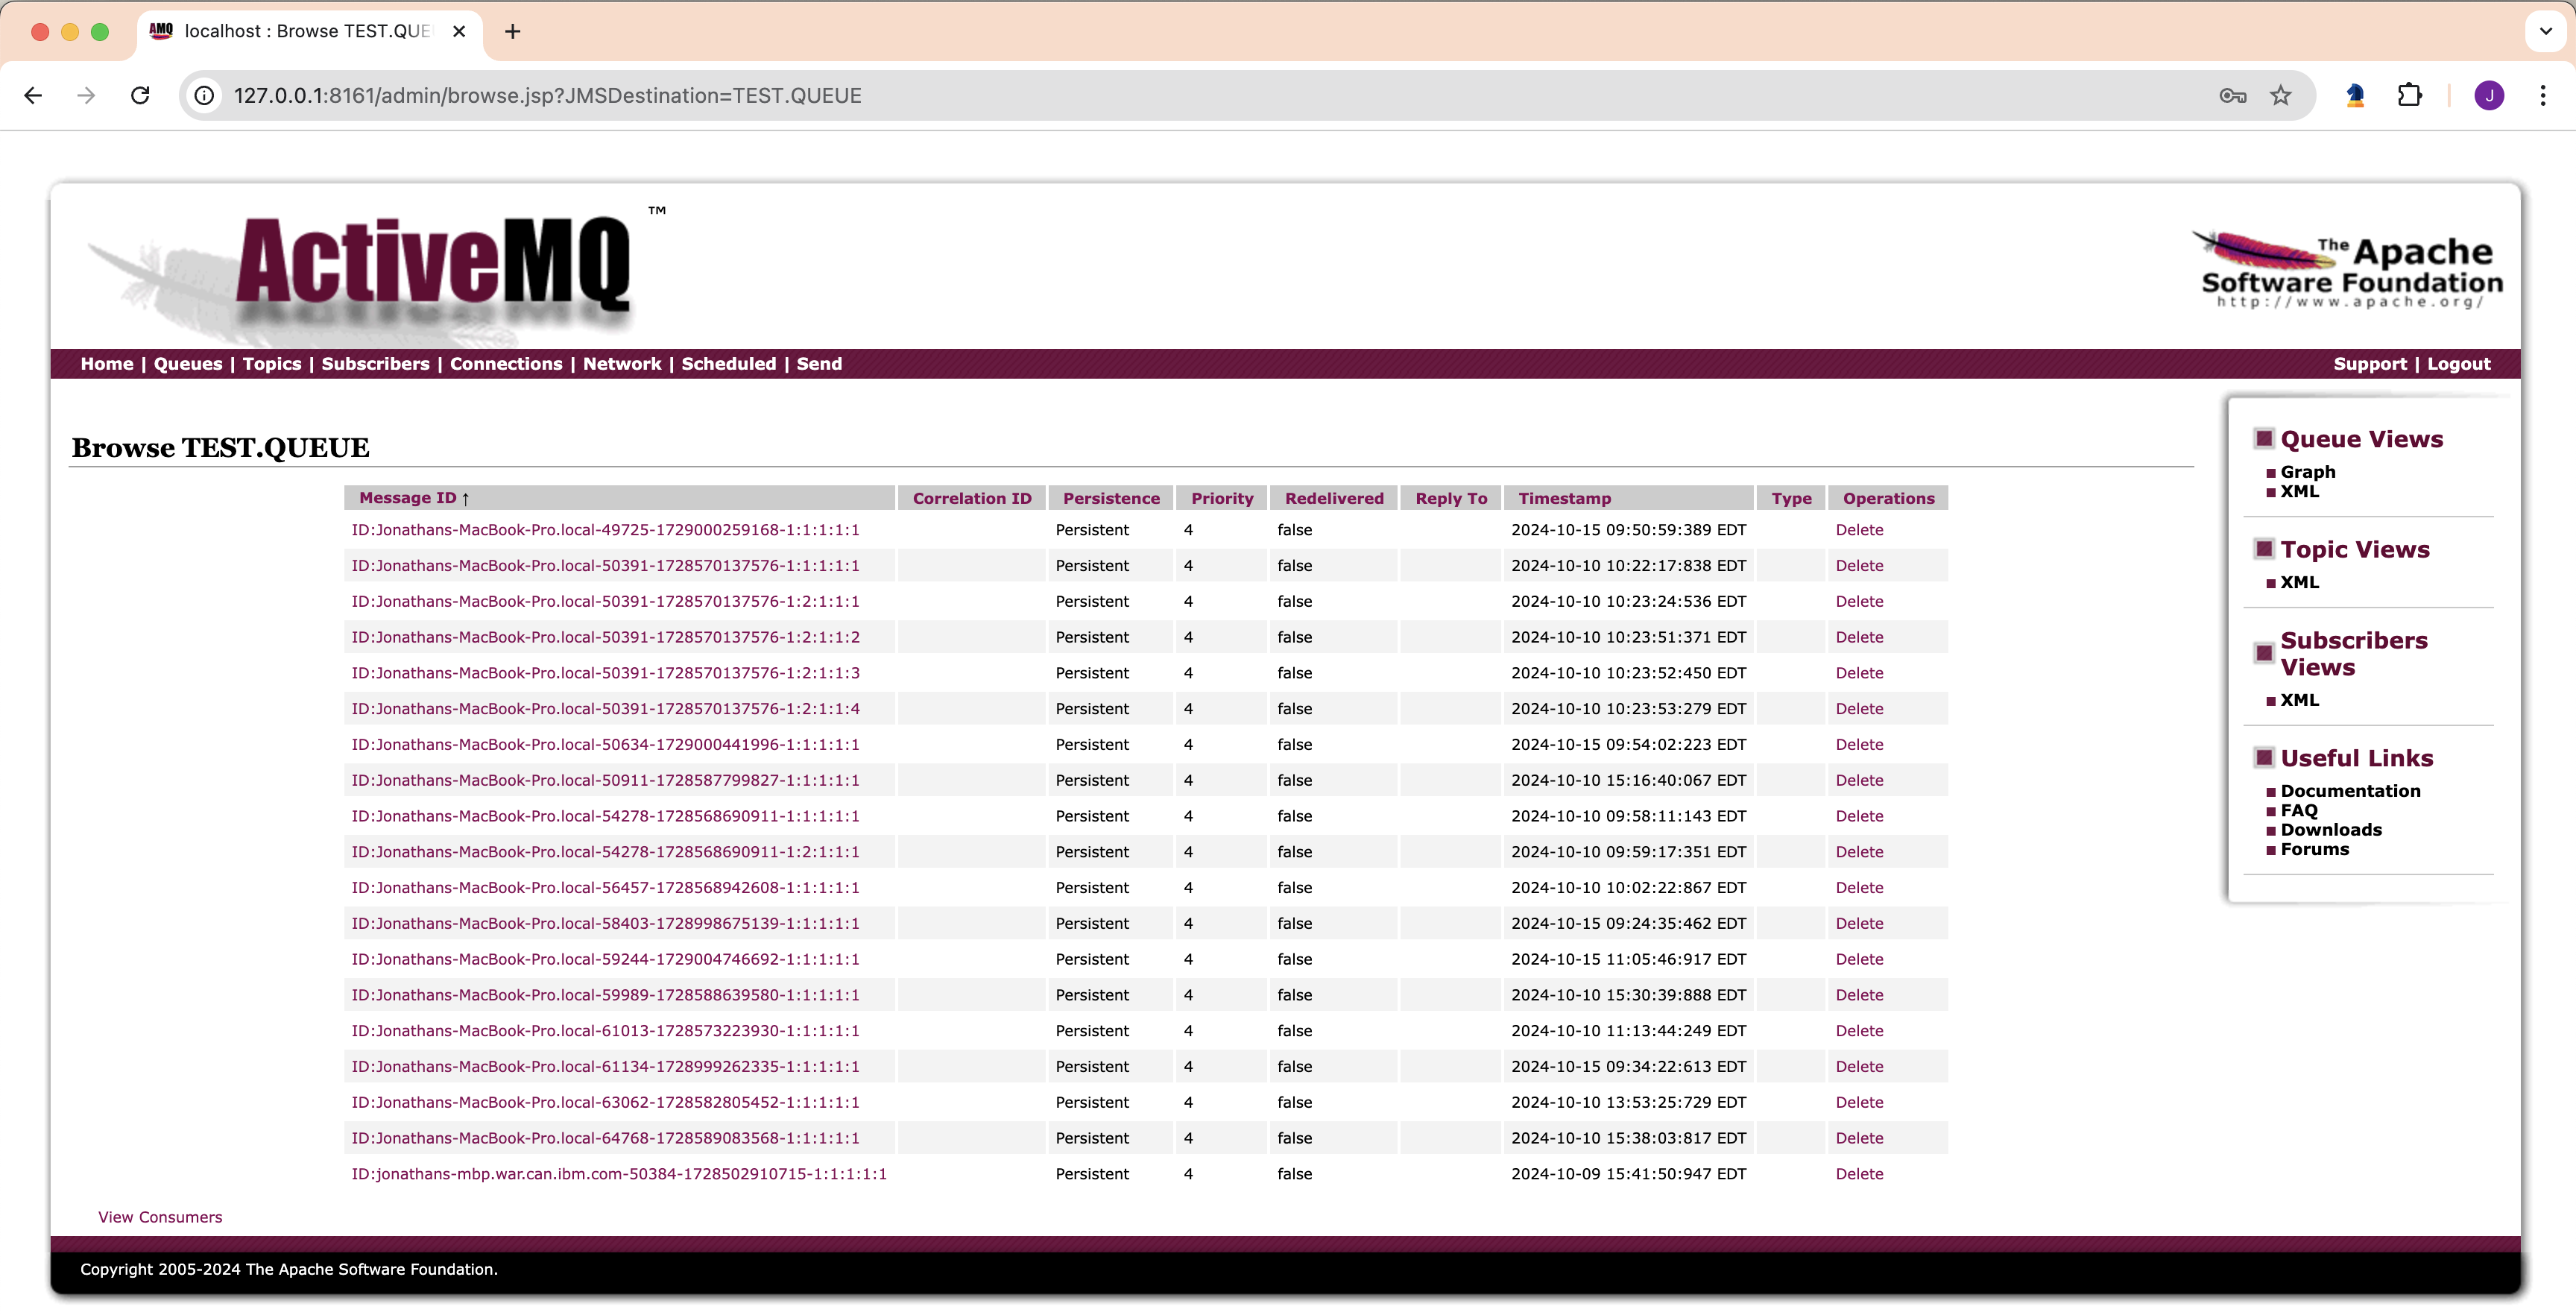 AMQ localhost : Browse TEST.QUE
127.0.0.1:8161/admin/browse.jsp?JMSDestination=TEST.QUEUE
J
ActiveMQ ™
The Apache
Software Foundation
http://www.apache.org/
Home | Queues | Topics | Subscribers | Connections | Network | Scheduled | Send
Support | Logout
Browse TEST.QUEUE
Message ID ↑ Correlation ID Persistence Priority Redelivered Reply To Timestamp Type Operations
ID:Jonathans-MacBook-Pro.local-49725-1729000259168-1:1:1:1:1 Persistent 4 false 2024-10-15 09:50:59:389 EDT Delete
ID:Jonathans-MacBook-Pro.local-50391-1728570137576-1:1:1:1:1 Persistent 4 false 2024-10-10 10:22:17:838 EDT Delete
ID:Jonathans-MacBook-Pro.local-50391-1728570137576-1:2:1:1:1 Persistent 4 false 2024-10-10 10:23:24:536 EDT Delete
ID:Jonathans-MacBook-Pro.local-50391-1728570137576-1:2:1:1:2 Persistent 4 false 2024-10-10 10:23:51:371 EDT Delete
ID:Jonathans-MacBook-Pro.local-50391-1728570137576-1:2:1:1:3 Persistent 4 false 2024-10-10 10:23:52:450 EDT Delete
ID:Jonathans-MacBook-Pro.local-50391-1728570137576-1:2:1:1:4 Persistent 4 false 2024-10-10 10:23:53:279 EDT Delete
ID:Jonathans-MacBook-Pro.local-50634-1729000441996-1:1:1:1:1 Persistent 4 false 2024-10-15 09:54:02:223 EDT Delete
ID:Jonathans-MacBook-Pro.local-50911-1728587799827-1:1:1:1:1 Persistent 4 false 2024-10-10 15:16:40:067 EDT Delete
ID:Jonathans-MacBook-Pro.local-54278-1728568690911-1:1:1:1:1 Persistent 4 false 2024-10-10 09:58:11:143 EDT Delete
ID:Jonathans-MacBook-Pro.local-54278-1728568690911-1:2:1:1:1 Persistent 4 false 2024-10-10 09:59:17:351 EDT Delete
ID:Jonathans-MacBook-Pro.local-56457-1728568942608-1:1:1:1:1 Persistent 4 false 2024-10-10 10:02:22:867 EDT Delete
ID:Jonathans-MacBook-Pro.local-58403-1728998675139-1:1:1:1:1 Persistent 4 false 2024-10-15 09:24:35:462 EDT Delete
ID:Jonathans-MacBook-Pro.local-59244-1729004746692-1:1:1:1:1 Persistent 4 false 2024-10-15 11:05:46:917 EDT Delete
ID:Jonathans-MacBook-Pro.local-59989-1728588639580-1:1:1:1:1 Persistent 4 false 2024-10-10 15:30:39:888 EDT Delete
ID:Jonathans-MacBook-Pro.local-61013-1728573223930-1:1:1:1:1 Persistent 4 false 2024-10-10 11:13:44:249 EDT Delete
ID:Jonathans-MacBook-Pro.local-61134-1728999262335-1:1:1:1:1 Persistent 4 false 2024-10-15 09:34:22:613 EDT Delete
ID:Jonathans-MacBook-Pro.local-63062-1728582805452-1:1:1:1:1 Persistent 4 false 2024-10-10 13:53:25:729 EDT Delete
ID:Jonathans-MacBook-Pro.local-64768-1728589083568-1:1:1:1:1 Persistent 4 false 2024-10-10 15:38:03:817 EDT Delete
ID:jonathans-mbp.war.can.ibm.com-50384-1728502910715-1:1:1:1:1 Persistent 4 false 2024-10-09 15:41:50:947 EDT Delete
View Consumers
Queue Views
Graph
XML
Topic Views
XML
Subscribers
Views
XML
Useful Links
Documentation
FAQ
Downloads
Forums
Copyright 2005-2024 The Apache Software Foundation.